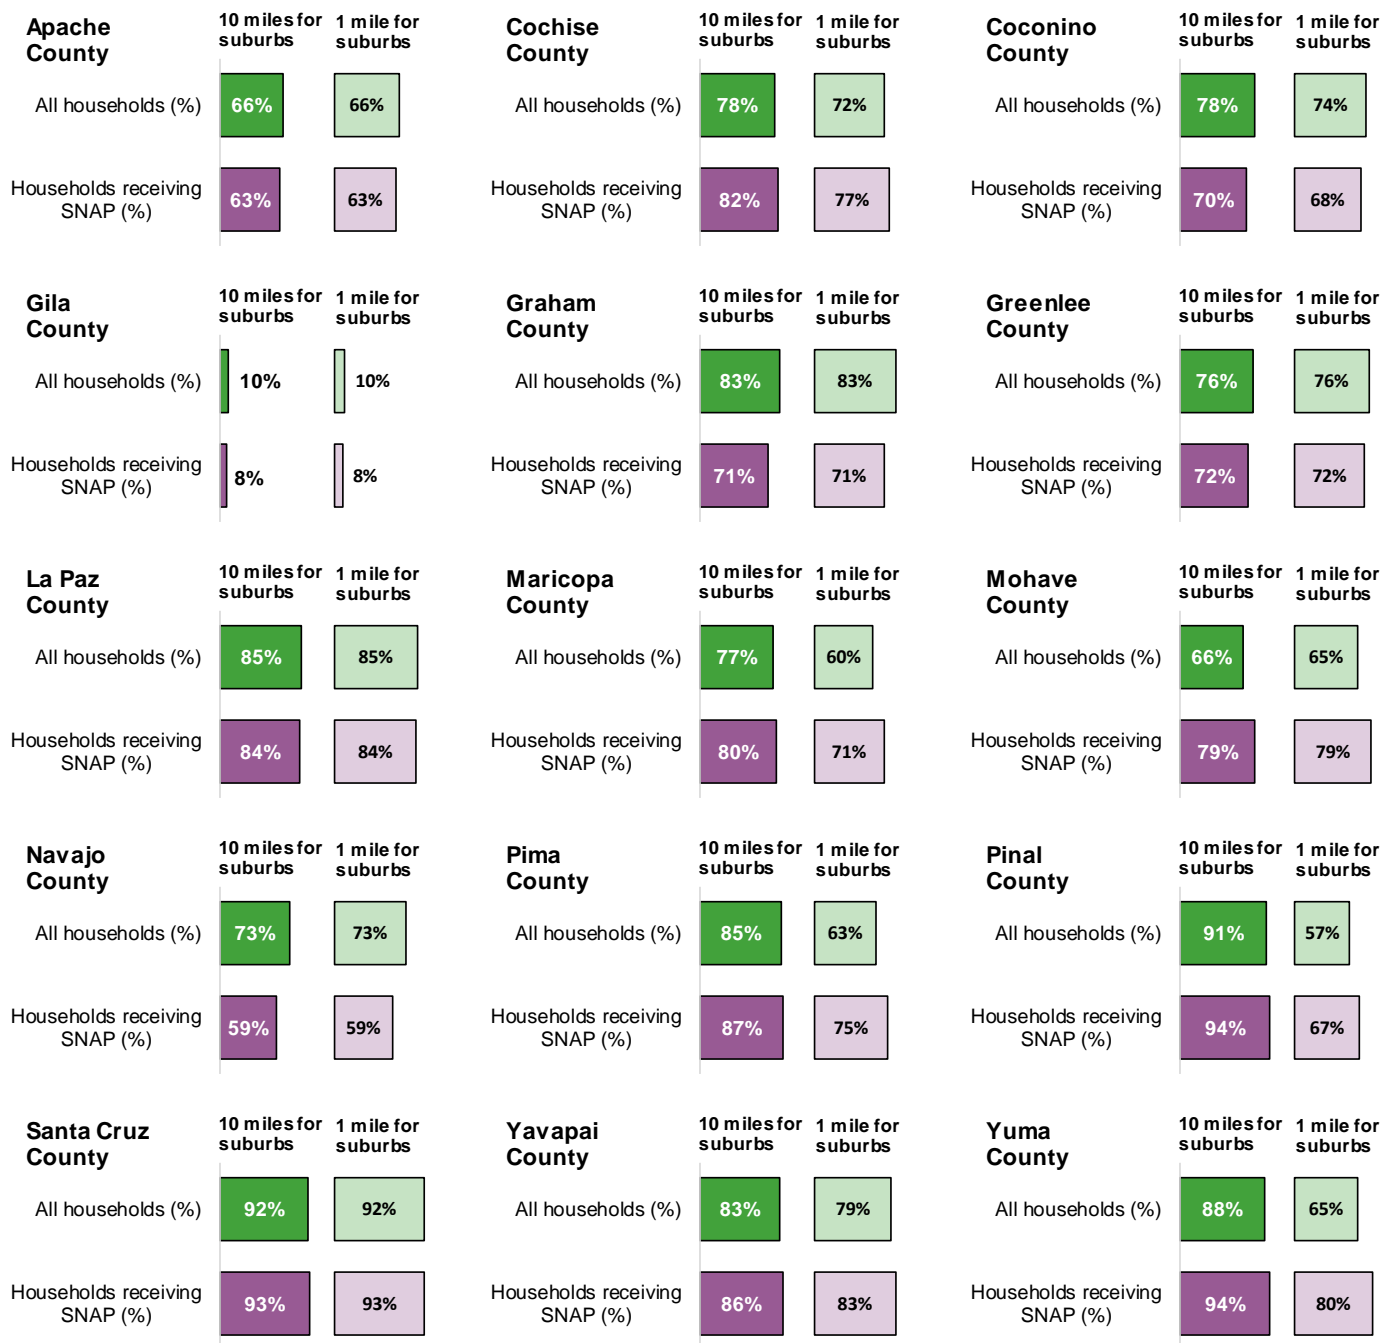 Apache
County
10 miles for
suburbs
1 mile for
suburbs
All households (%)
66%
66%
Households receiving
SNAP (%)
63%
63%
Cochise
County
10 miles for
suburbs
1 mile for
suburbs
All households (%)
78%
72%
Households receiving
SNAP (%)
82%
77%
Coconino
County
10 miles for
suburbs
1 mile for
suburbs
All households (%)
78%
74%
Households receiving
SNAP (%)
70%
68%
Gila
County
10 miles for
suburbs
1 mile for
suburbs
All households (%)
10%
10%
Households receiving
SNAP (%)
8%
8%
Graham
County
10 miles for
suburbs
1 mile for
suburbs
All households (%)
83%
83%
Households receiving
SNAP (%)
71%
71%
Greenlee
County
10 miles for
suburbs
1 mile for
suburbs
All households (%)
76%
76%
Households receiving
SNAP (%)
72%
72%
La Paz
County
10 miles for
suburbs
1 mile for
suburbs
All households (%)
85%
85%
Households receiving
SNAP (%)
84%
84%
Maricopa
County
10 miles for
suburbs
1 mile for
suburbs
All households (%)
77%
60%
Households receiving
SNAP (%)
80%
71%
Mohave
County
10 miles for
suburbs
1 mile for
suburbs
All households (%)
66%
65%
Households receiving
SNAP (%)
79%
79%
Navajo
County
10 miles for
suburbs
1 mile for
suburbs
All households (%)
73%
73%
Households receiving
SNAP (%)
59%
59%
Pima
County
10 miles for
suburbs
1 mile for
suburbs
All households (%)
85%
63%
Households receiving
SNAP (%)
87%
75%
Pinal
County
10 miles for
suburbs
1 mile for
suburbs
All households (%)
91%
57%
Households receiving
SNAP (%)
94%
67%
Santa Cruz
County
10 miles for
suburbs
1 mile for
suburbs
All households (%)
92%
92%
Households receiving
SNAP (%)
93%
93%
Yavapai
County
10 miles for
suburbs
1 mile for
suburbs
All households (%)
83%
79%
Households receiving
SNAP (%)
86%
83%
Yuma
County
10 miles for
suburbs
1 mile for
suburbs
All households (%)
88%
65%
Households receiving
SNAP (%)
94%
80%